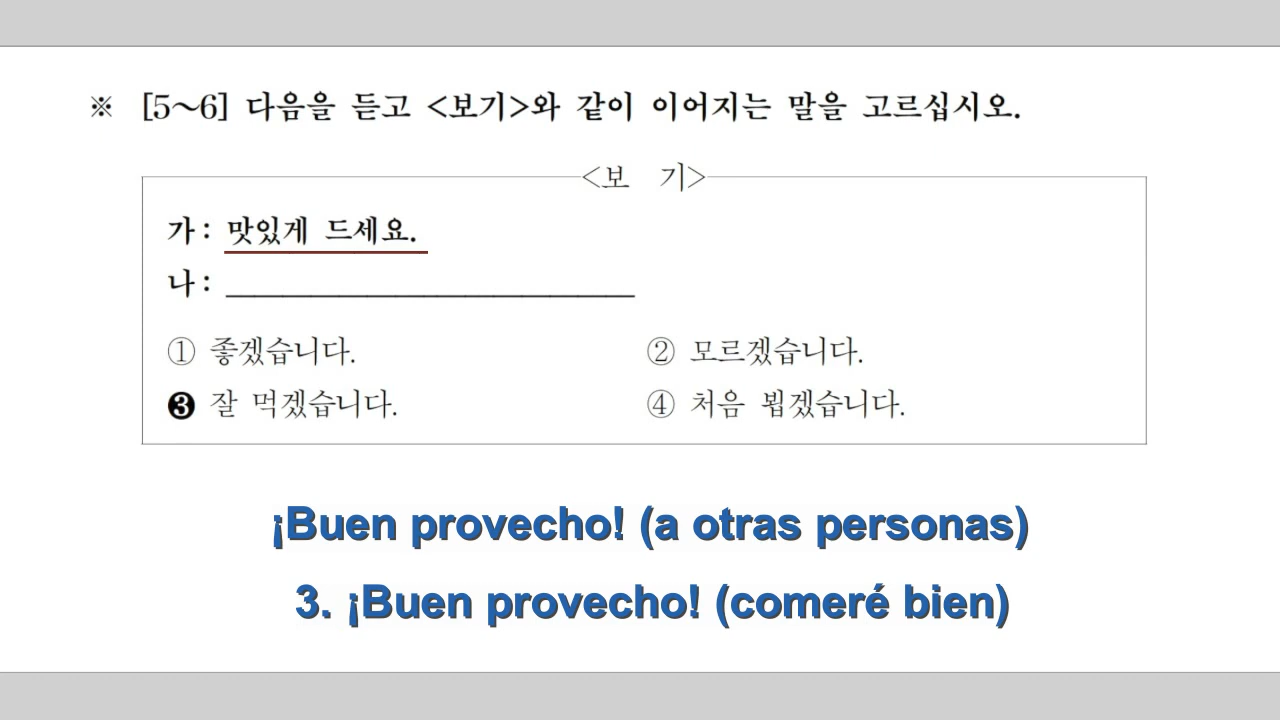 ※ [5~6] 다음을 듣고 <보기>와 같이 이어지는 말을 고르십시오.
<보 기>
가: 맛있게 드세요.
나: ______________________
① 좋겠습니다. ② 모르겠습니다.
❸ 잘 먹겠습니다. ④ 처음 뵙겠습니다.
¡Buen provecho! (a otras personas)
3. ¡Buen provecho! (comeré bien)